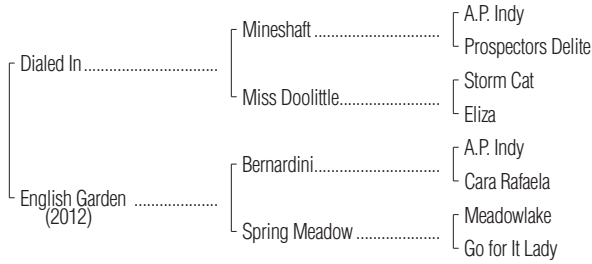 Dialed In
English Garden
(2012)
Mineshaft
Miss Doolittle
Bernardini
Spring Meadow
A.P. Indy
Prospectors Delite
Storm Cat
Eliza
A.P. Indy
Cara Rafaela
Meadowlake
Go for It Lady